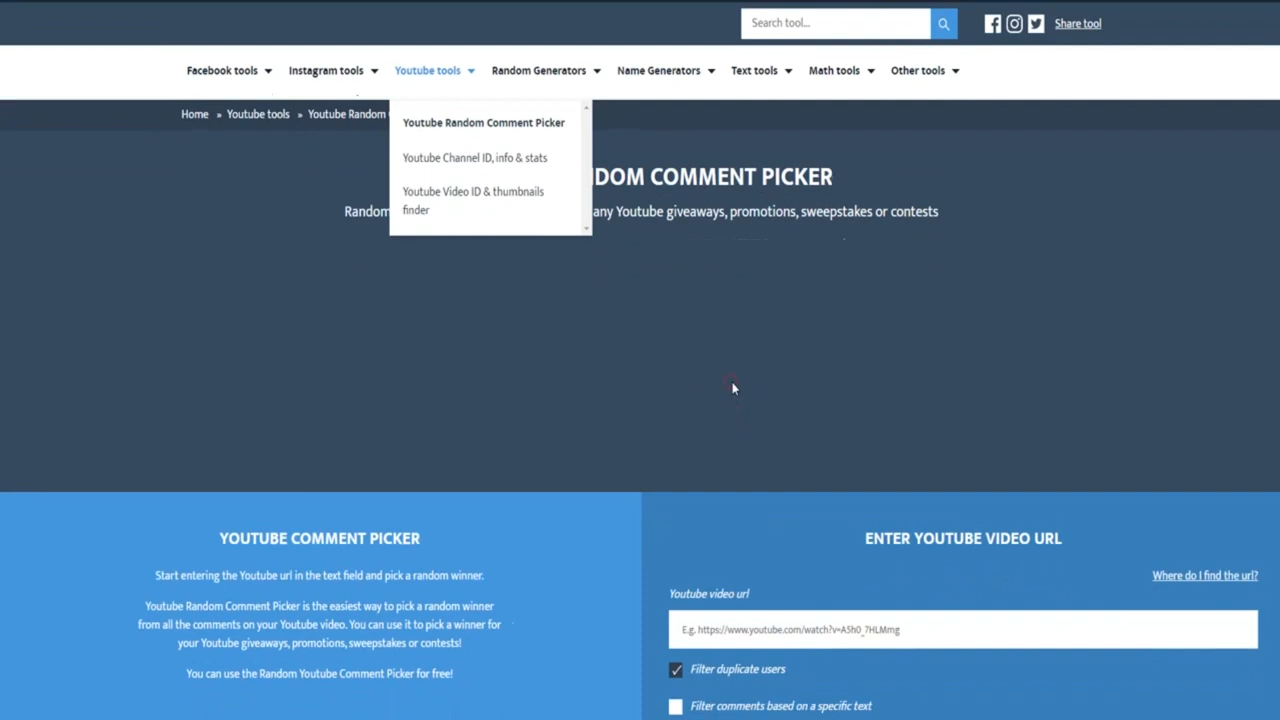 Search tool...
Share tool
Facebook tools
Instagram tools
Youtube tools
Random Generators
Name Generators
Text tools
Math tools
Other tools
Home » Youtube tools » Youtube Random
Youtube Random Comment Picker
Youtube Channel ID, info & stats
Youtube Video ID & thumbnails
finder
DOM COMMENT PICKER
Random
any Youtube giveaways, promotions, sweepstakes or contests
YOUTUBE COMMENT PICKER
Start entering the Youtube url in the text field and pick a random winner.
Youtube Random Comment Picker is the easiest way to pick a random winner
from all the comments on your Youtube video. You can use it to pick a winner for
your Youtube giveaways, promotions, sweepstakes or contests!
You can use the Random Youtube Comment Picker for free!
ENTER YOUTUBE VIDEO URL
Where do I find the url?
Youtube video url
E.g. https://www.youtube.com/watch?v=A5h0_7HLMmg
Filter duplicate users
Filter comments based on a specific text